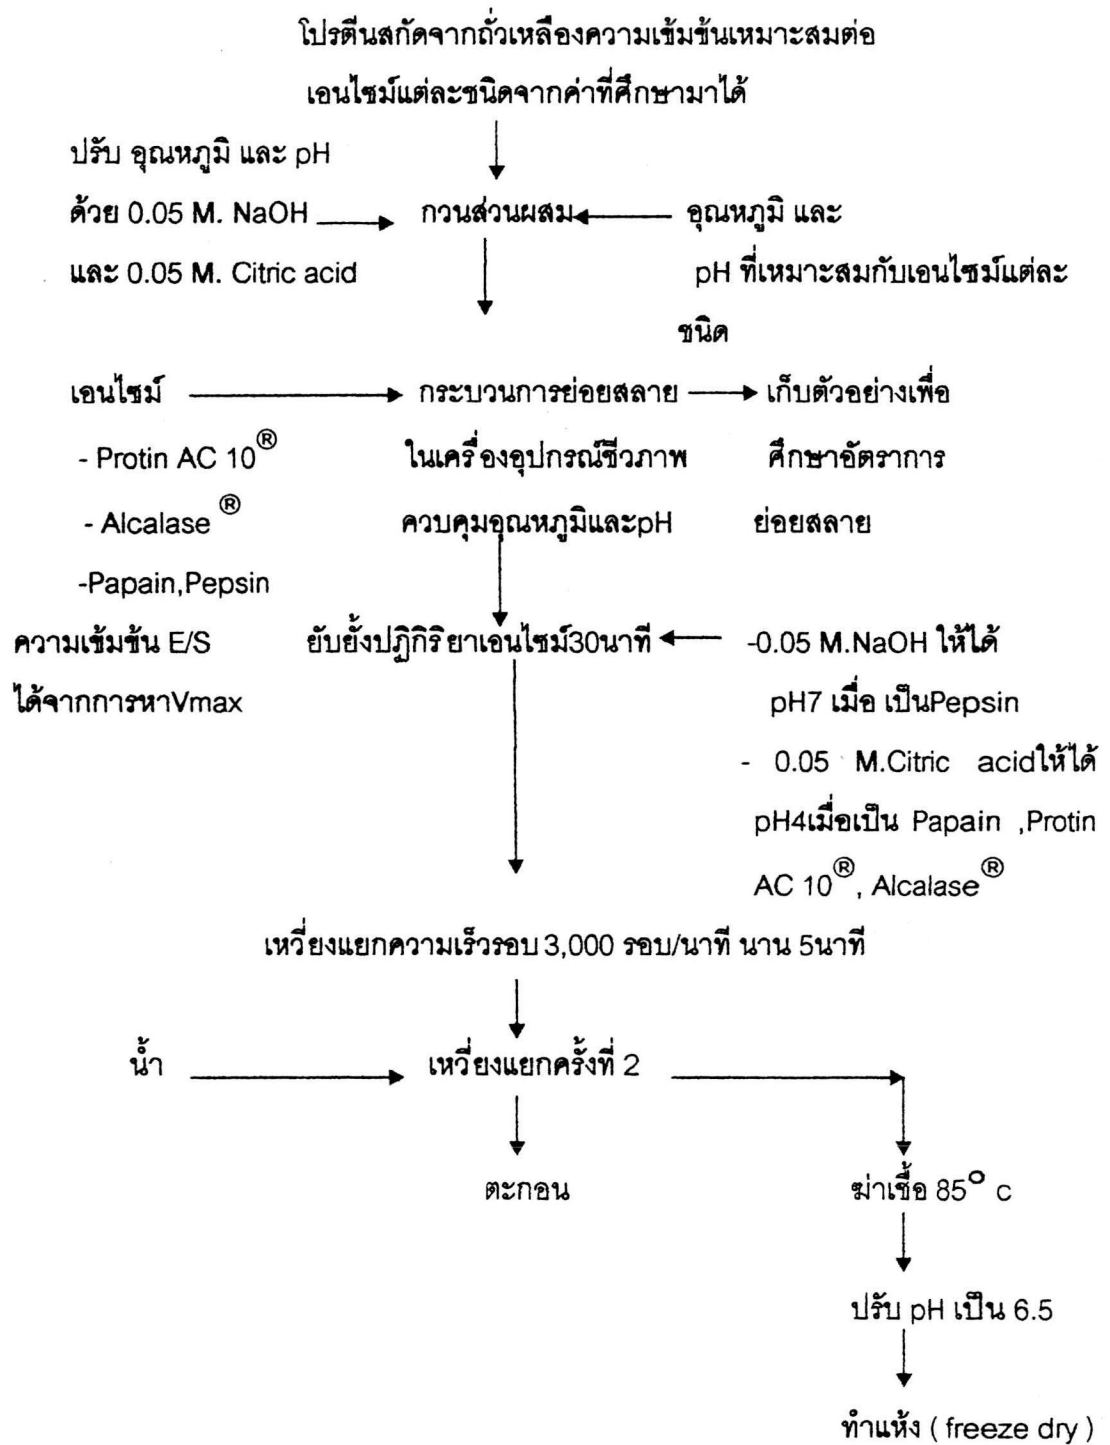 โปรตีนสกัดจากถั่วเหลืองความเข้มข้นเหมาะสมต่อ
เอนไซม์แต่ละชนิดจากค่าที่ศึกษามาได้
ปรับ อุณหภูมิ และ pH
ด้วย 0.05 M. NaOH
และ 0.05 M. Citric acid
กวนส่วนผสม
อุณหภูมิ และ
pH ที่เหมาะสมกับเอนไซม์แต่ละ
ชนิด
เอนไซม์
- Protin AC 10®
- Alcalase ®
-Papain,Pepsin
ความเข้มข้น E/S
ได้จากการหาVmax
กระบวนการย่อยสลาย
ในเครื่องอุปกรณ์ชีวภาพ
ควบคุมอุณหภูมิและpH
เก็บตัวอย่างเพื่อ
ศึกษาอัตราการ
ย่อยสลาย
ยับยั้งปฏิกิริยาเอนไซม์30นาที
-0.05 M.NaOH ให้ได้
pH7 เมื่อ เป็นPepsin
- 0.05 M.Citric acidให้ได้
pH4เมื่อเป็น Papain ,Protin
AC 10®, Alcalase®
เหวี่ยงแยกความเร็วรอบ 3,000 รอบ/นาที นาน 5นาที
น้ำ
เหวี่ยงแยกครั้งที่ 2
ตะกอน
ฆ่าเชื้อ 85° c
ปรับ pH เป็น 6.5
ทำแห้ง ( freeze dry )